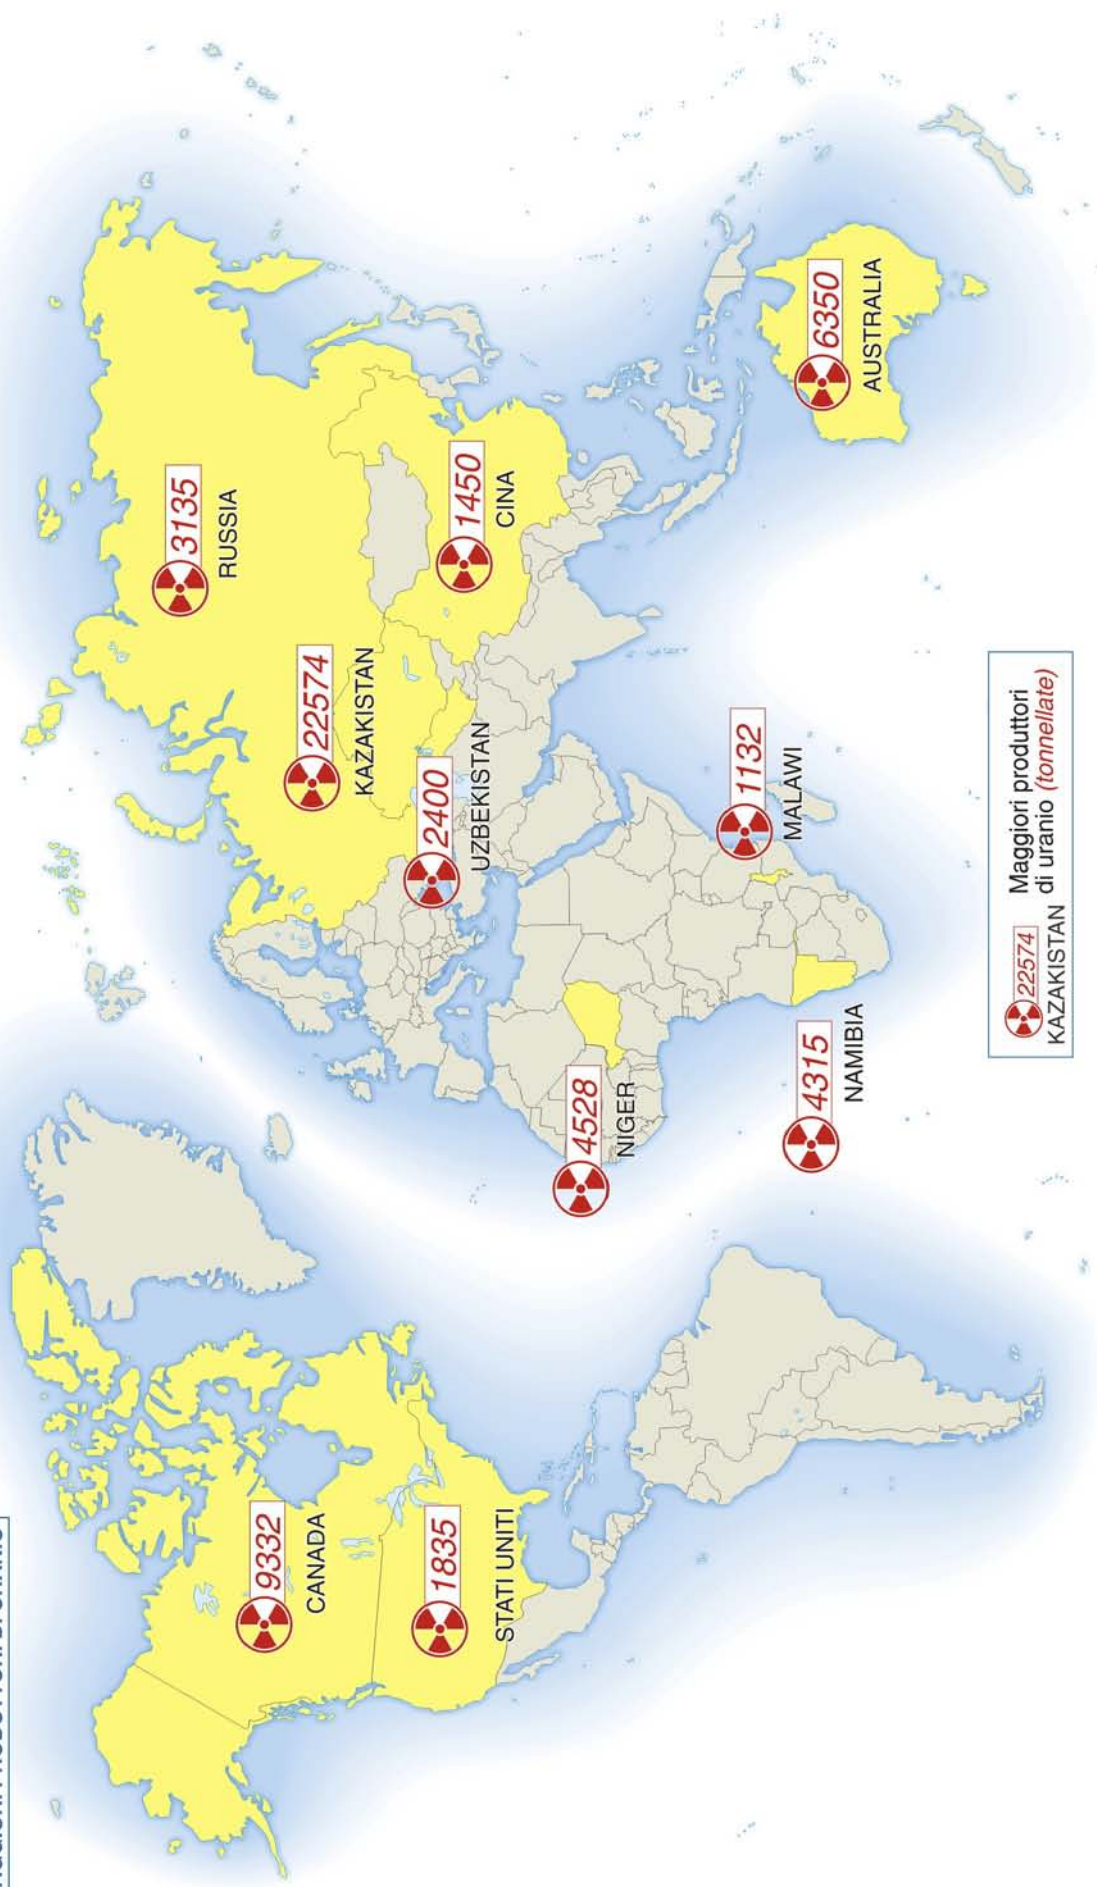 9332
CANADA
1835
STATI UNITI
3135
RUSSIA
22574
KAZAKISTAN
2400
UZBEKISTAN
1450
CINA
4528
NIGER
4315
NAMIBIA
1132
MALAWI
6350
AUSTRALIA
22574
KAZAKISTAN
Maggiori produttori
di uranio (tonnellate)